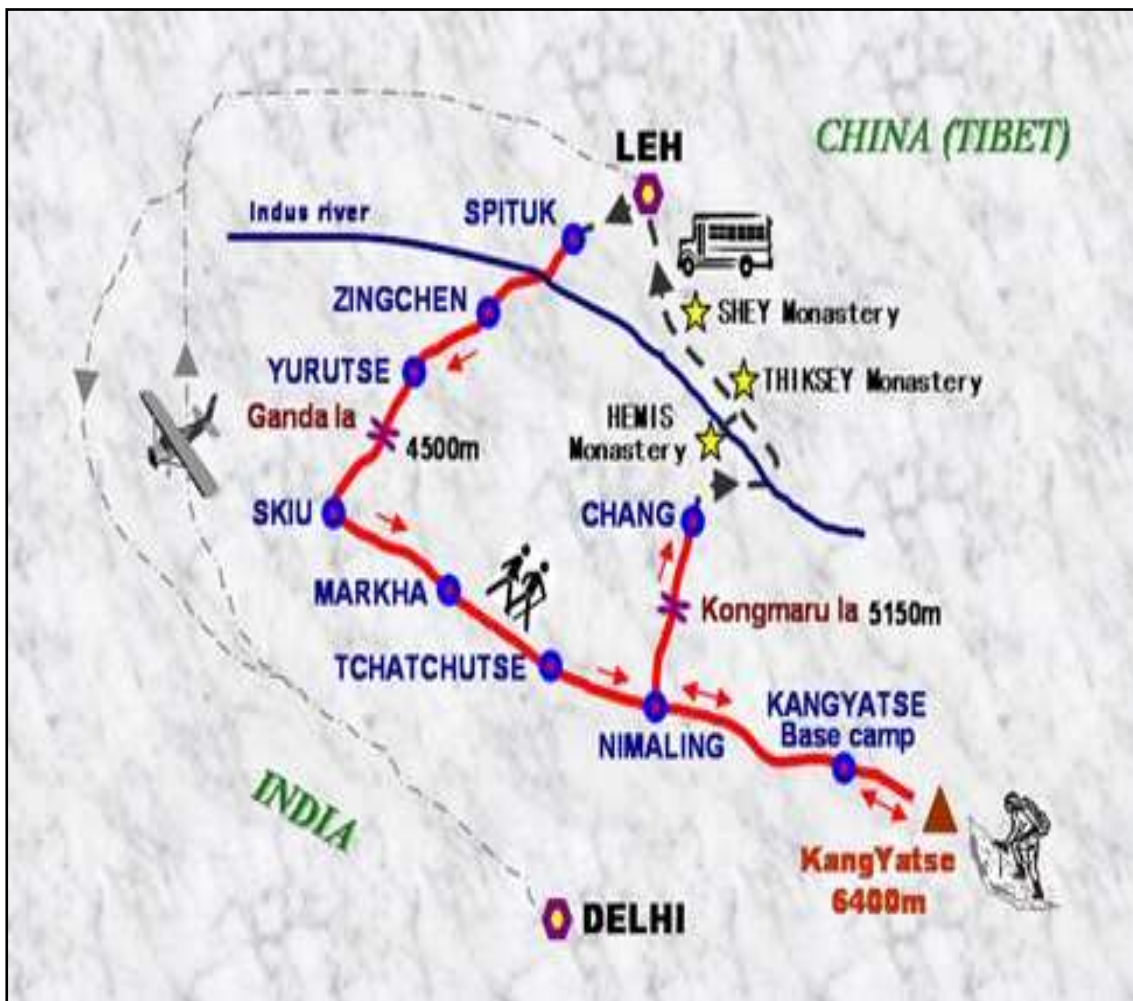 CHINA (TIBET)
LEH
Indus river
SPITUK
ZINGCHEN
SHEY Monastery
YURUTSE
THIKSEY Monastery
Ganda la
4500m
HEMIS
Monastery
SKIU
CHANG
MARKHA
Kongmaru la 5150m
TCHATCHUTSE
NIMALING
KANGYATSE
Base camp
INDIA
KangYatse
6400m
DELHI